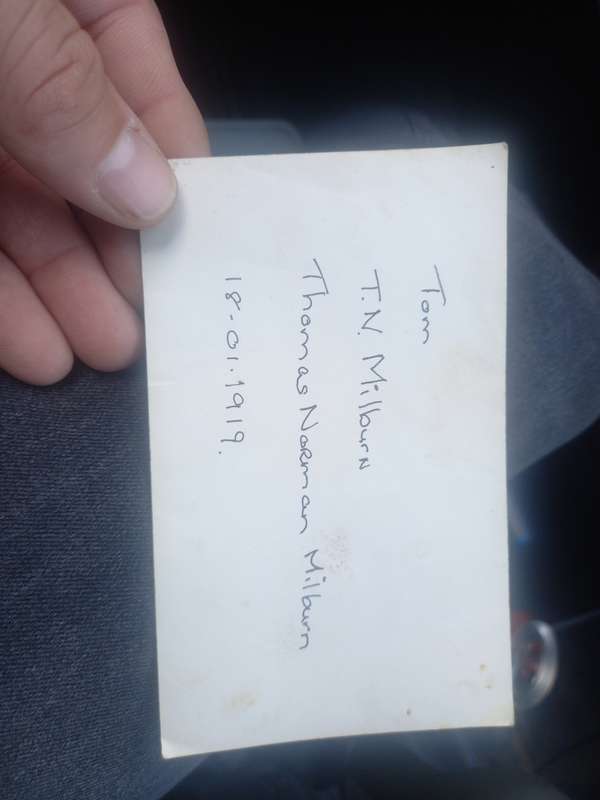 Tom
T.N. Milburn
Thomas Norman Milburn
18-01.1919.